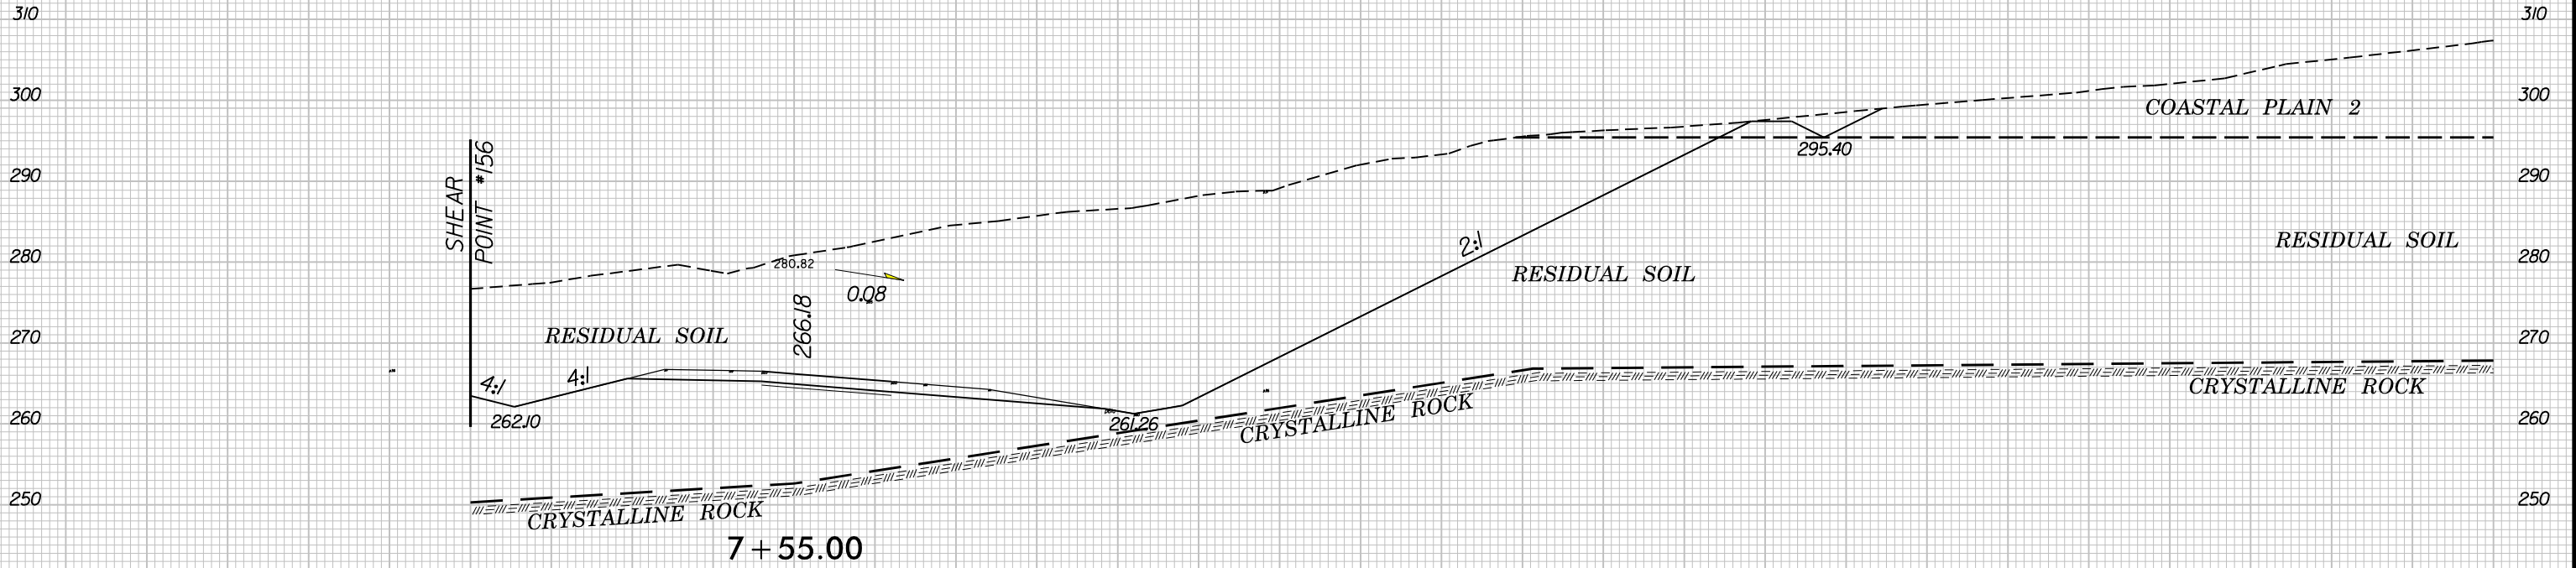 310
310
300
300
COASTAL PLAIN 2
295.40
290
290
SHEAR
POINT #156
280
280
RESIDUAL SOIL
2:1
RESIDUAL SOIL
280.82
0.08
266.18
270
270
RESIDUAL SOIL
4:1
4:1
CRYSTALLINE ROCK
260
260
262.10
261.26
CRYSTALLINE ROCK
250
250
CRYSTALLINE ROCK
7+55.00